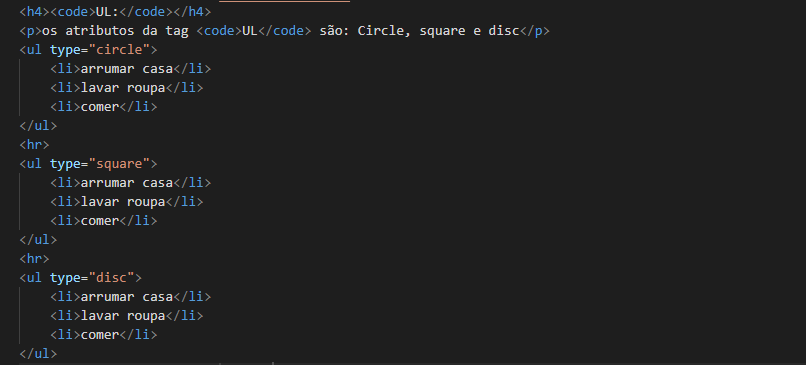 <h4><code>UL:</code></h4>
<p>os atributos da tag <code>UL</code> são: Circle, square e disc</p>
<ul type="circle">
<li>arrumar casa</li>
<li>lavar roupa</li>
<li>comer</li>
</ul>
<hr>
<ul type="square">
<li>arrumar casa</li>
<li>lavar roupa</li>
<li>comer</li>
</ul>
<hr>
<ul type="disc">
<li>arrumar casa</li>
<li>lavar roupa</li>
<li>comer</li>
</ul>